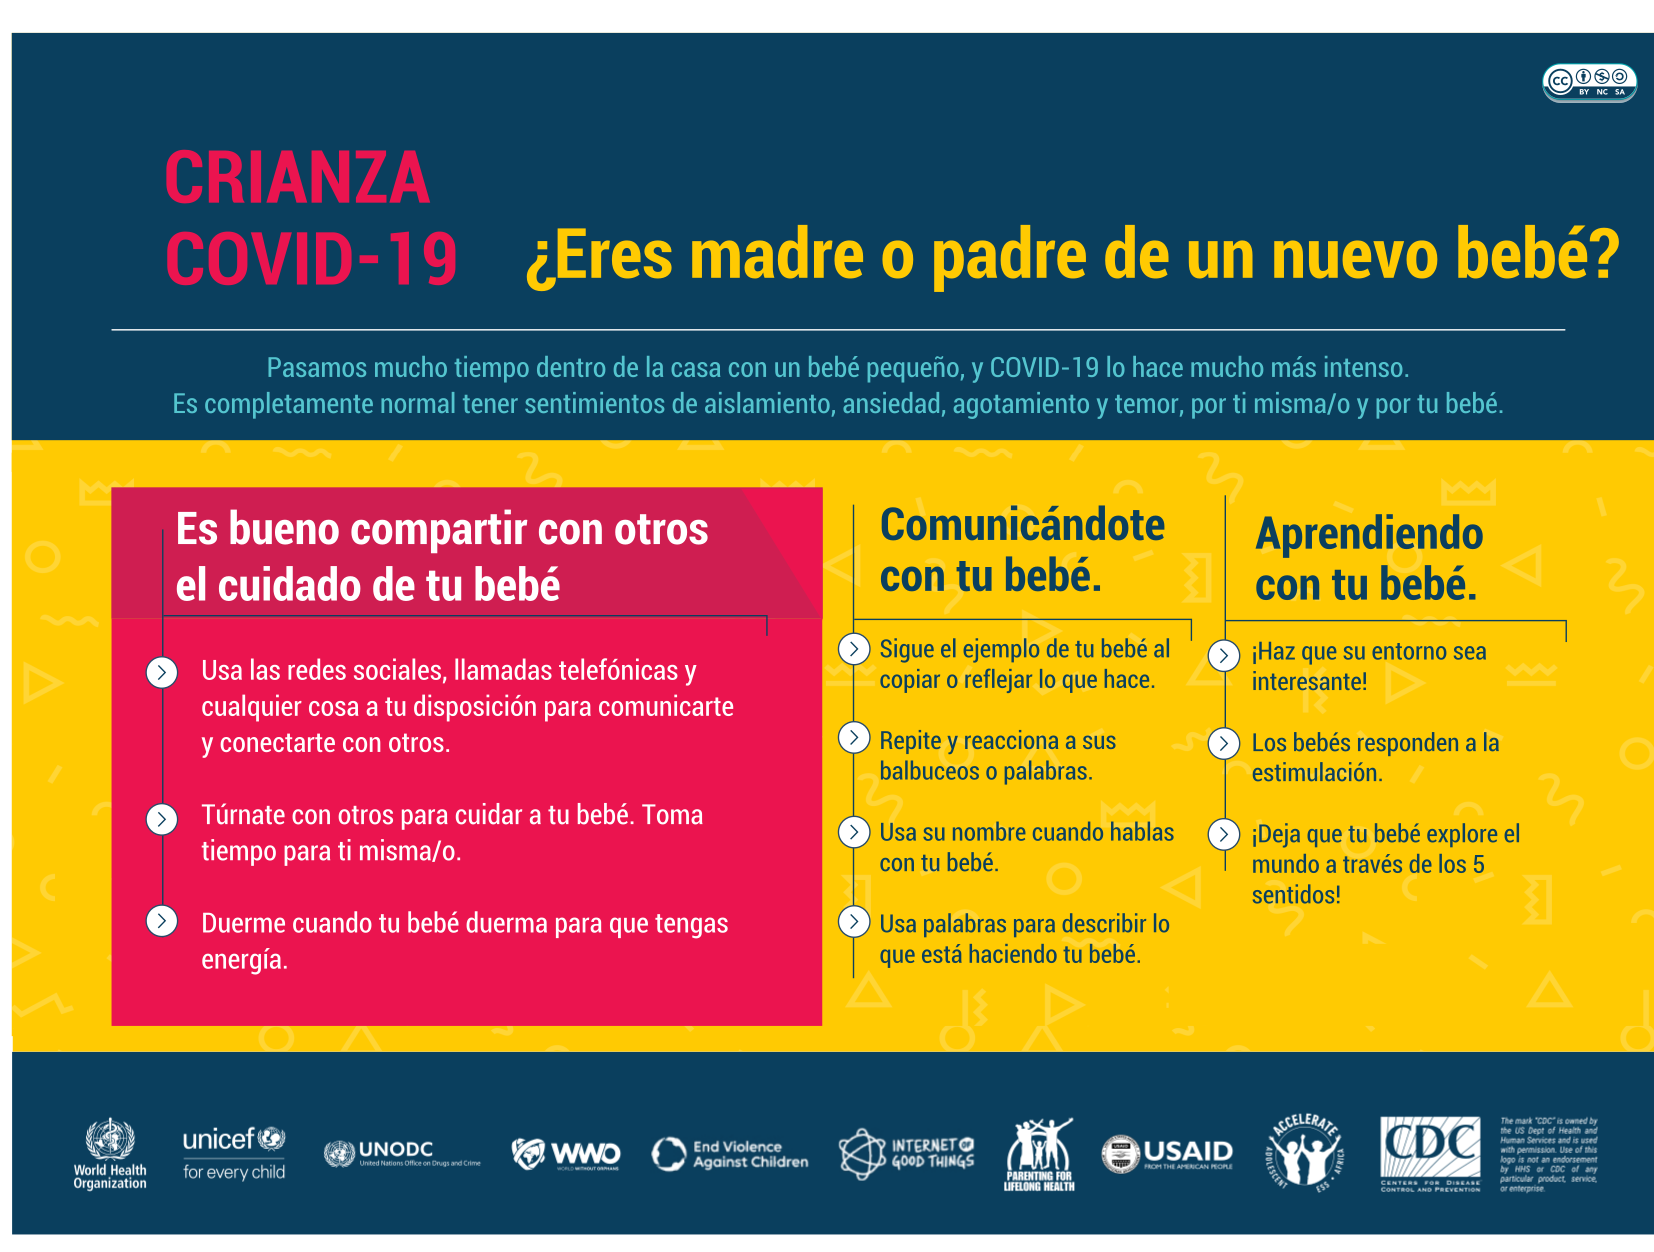 BY NC SA
CRIANZA
COVID-19
¿Eres madre o padre de un nuevo bebé?
Pasamos mucho tiempo dentro de la casa con un bebé pequeño, y COVID-19 lo hace mucho más intenso.
Es completamente normal tener sentimientos de aislamiento, ansiedad, agotamiento y temor, por ti misma/o y por tu bebé.
Es bueno compartir con otros
el cuidado de tu bebé
Usa las redes sociales, llamadas telefónicas y
cualquier cosa a tu disposición para comunicarte
y conectarte con otros.
Túrnate con otros para cuidar a tu bebé. Toma
tiempo para ti misma/o.
Duerme cuando tu bebé duerma para que tengas
energía.
Comunicándote
con tu bebé.
Sigue el ejemplo de tu bebé al
copiar o reflejar lo que hace.
Repite y reacciona a sus
balbuceos o palabras.
Usa su nombre cuando hablas
con tu bebé.
Usa palabras para describir lo
que está haciendo tu bebé.
Aprendiendo
con tu bebé.
¡Haz que su entorno sea
interesante!
Los bebés responden a la
estimulación.
¡Deja que tu bebé explore el
mundo a través de los 5
sentidos!
World Health
Organization
unicef
for every child
UNODC
United Nations Office on Drugs and Crime
WWO
WORLD WITHOUT ORPHANS
End Violence
Against Children
INTERNET OF
GOOD THINGS
PARENTING FOR
LIFELONG HEALTH
USAID
FROM THE AMERICAN PEOPLE
ACCELERATE
CDC
CENTERS FOR DISEASE
CONTROL AND PREVENTION
The mark "CDC" is owned by
the US Dept of Health and
Human Services and is used
with permission. Use of this
logo is not an endorsement
by HHS or CDC of any
particular product, service,
or enterprise.